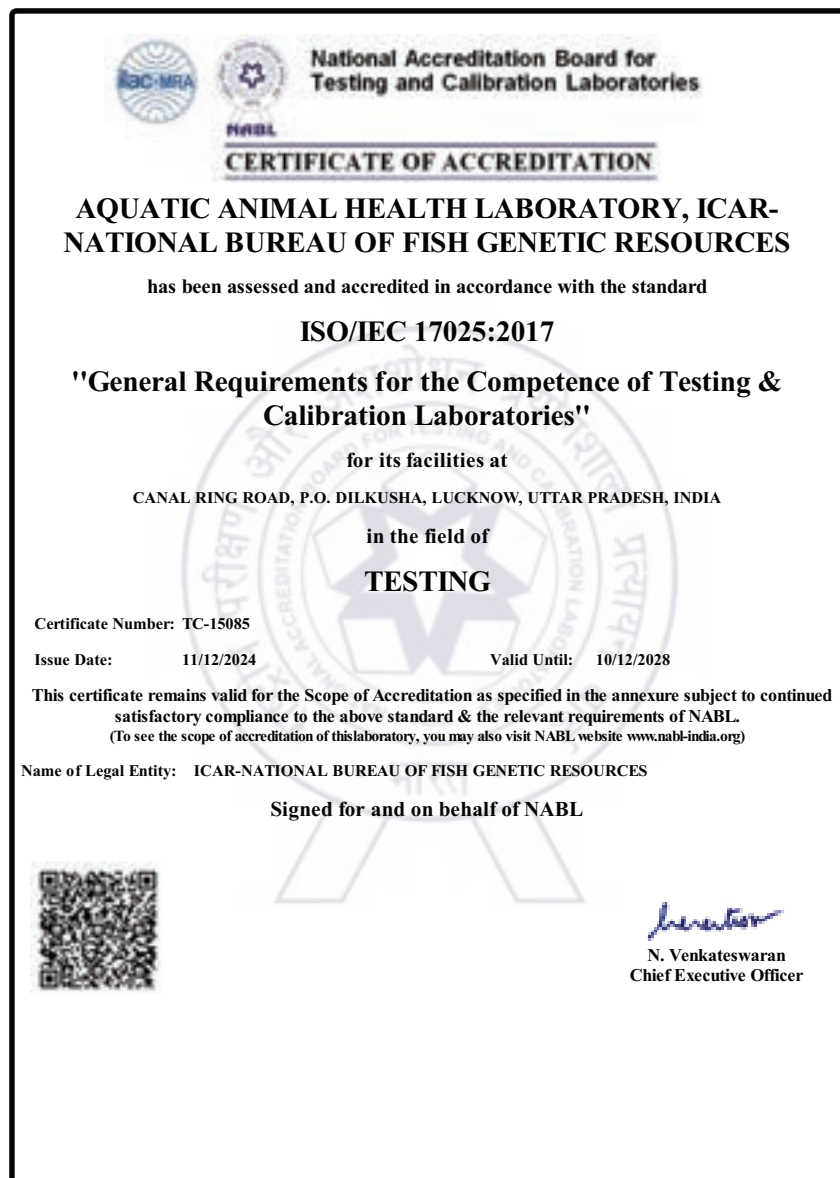 ilac-MRA
NABL
National Accreditation Board for
Testing and Calibration Laboratories
CERTIFICATE OF ACCREDITATION
AQUATIC ANIMAL HEALTH LABORATORY, ICAR-
NATIONAL BUREAU OF FISH GENETIC RESOURCES
has been assessed and accredited in accordance with the standard
ISO/IEC 17025:2017
"General Requirements for the Competence of Testing &
Calibration Laboratories"
for its facilities at
CANAL RING ROAD, P.O. DILKUSHA, LUCKNOW, UTTAR PRADESH, INDIA
in the field of
TESTING
Certificate Number: TC-15085
Issue Date: 11/12/2024 Valid Until: 10/12/2028
This certificate remains valid for the Scope of Accreditation as specified in the annexure subject to continued
satisfactory compliance to the above standard & the relevant requirements of NABL.
(To see the scope of accreditation of thislaboratory, you may also visit NABL website www.nabl-india.org)
Name of Legal Entity: ICAR-NATIONAL BUREAU OF FISH GENETIC RESOURCES
भारत
Signed for and on behalf of NABL
N. Venkateswaran
Chief Executive Officer